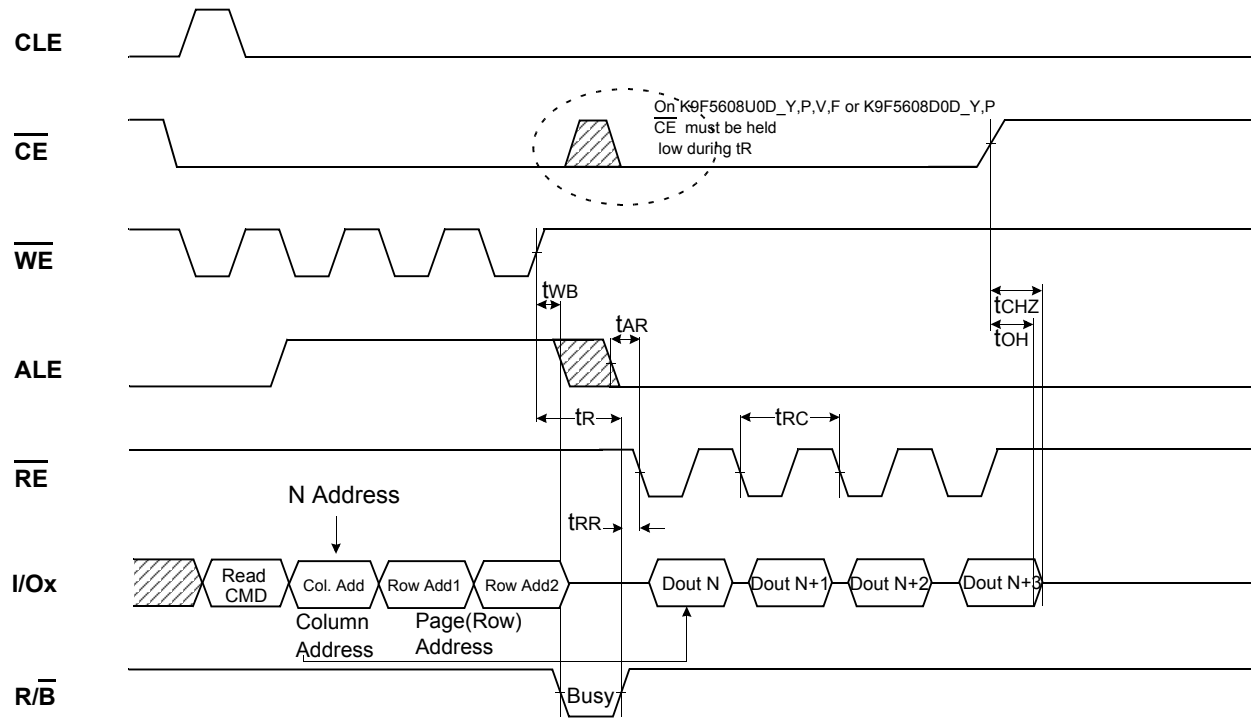 CLE
On K9F5608U0D_Y,P,V,F or K9F5608D0D_Y,P
CE must be held
low during tR
CE
WE
tWB
tCHZ
tAR
tOH
ALE
tR
tRC
RE
N Address
tRR
I/Ox
Read
CMD
Col. Add
Row Add1
Row Add2
Dout N
Dout N+1
Dout N+2
Dout N+3
Column
Address
Page(Row)
Address
R/B
Busy